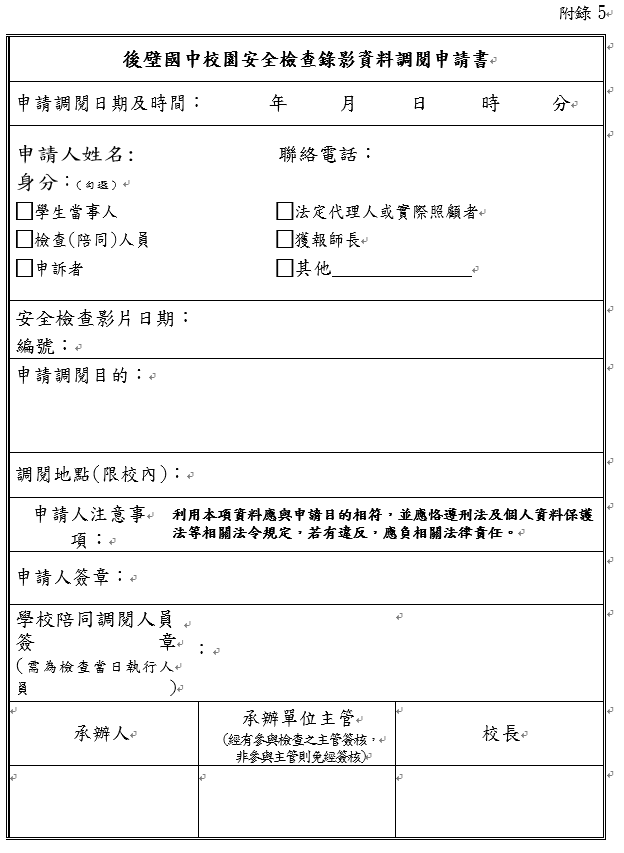 附錄 5
後壁國中校園安全檢查錄影資料調閱申請書
申請調閱日期及時間： 年 月 日 時 分
申請人姓名: 聯絡電話：
身分：(勾選)
□學生當事人 □法定代理人或實際照顧者
□檢查(陪同)人員 □獲報師長
□申訴者 □其他______________
安全檢查影片日期：
編號：
申請調閱目的：
調閱地點(限校內)：
申請人注意事
項：
利用本項資料應與申請目的相符，並應恪遵刑法及個人資料保護
法等相關法令規定，若有違反，應負相關法律責任。
申請人簽章：
學校陪同調閱人員
簽 章 ：
(需為檢查當日執行人
員 )
承辦人 承辦單位主管 校長
(經有參與檢查之主管簽核，
非參與主管則免經簽核)